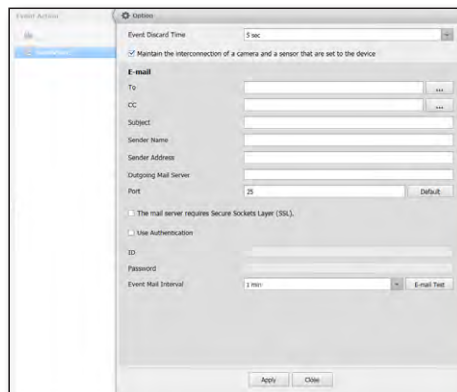 Event Action
Option
Event Discard Time
5 sec
Maintain the interconnection of a camera and a sensor that are set to the device
E-mail
To
...
CC
...
Subject
Sender Name
Sender Address
Outgoing Mail Server
Port
25
Default
The mail server requires Secure Sockets Layer (SSL).
Use Authentication
ID
Password
Event Mail Interval
1 min
E-mail Test
Apply
Close